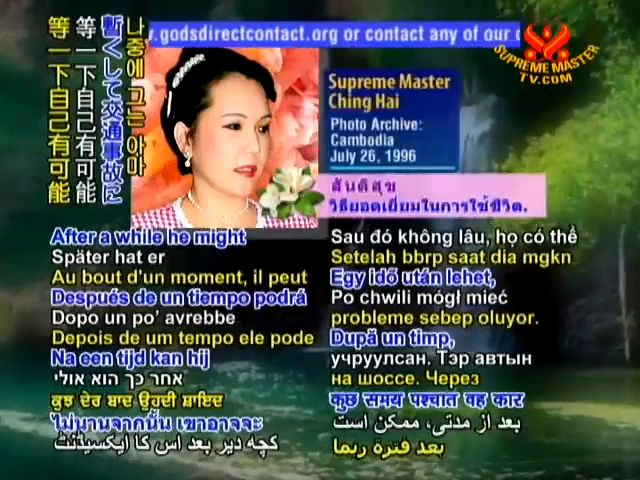 .godsdirectcontact.org or contact any of our
SUPREME MASTER
TV.COM
等一下自己有可能
等一下自己有可能
暫くして交通事故に
나중에 그는 아마
Supreme Master
Ching Hai
Photo Archive:
Cambodia
July 26, 1996
สันติสุข
วิธียอดเยี่ยมในการใช้ชีวิต.
After a while he might
Später hat er
Au bout d'un moment, il peut
Después de un tiempo podrá
Dopo un po' avrebbe
Depois de um tempo ele pode
Na een tijd kan hij
אחר כך הוא אולי
ਕੁਝ ਦੇਰ ਬਾਦ ਉਹਦੀ ਸ਼ਾਇਦ
ไม่นานจากนั้น เขาอาจจะ
کچه دیر بعد اس کا ایکسیڈنٹ
Sau đó không lâu, họ có thể
Setelah bbrp saat dia mgkn
Egy idő után lehet,
Po chwili mógł mieć
probleme sebep oluyor.
După un timp,
учруулсан. Тэр автын
на шоссе. Через
कुछ समय पश्चात वह कार
بعد از مدتی، ممکن است
بعد فترة ربما